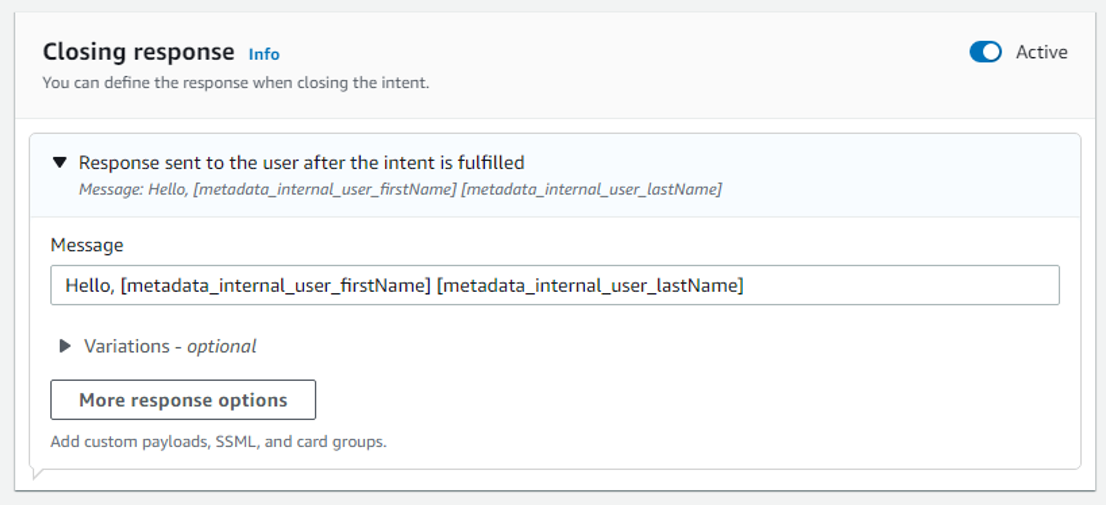 Closing response Info
Active
You can define the response when closing the intent.
Response sent to the user after the intent is fulfilled
Message: Hello, [metadata_internal_user_firstName] [metadata_internal_user_lastName]
Message
Hello, [metadata_internal_user_firstName] [metadata_internal_user_lastName]
Variations - optional
More response options
Add custom payloads, SSML, and card groups.